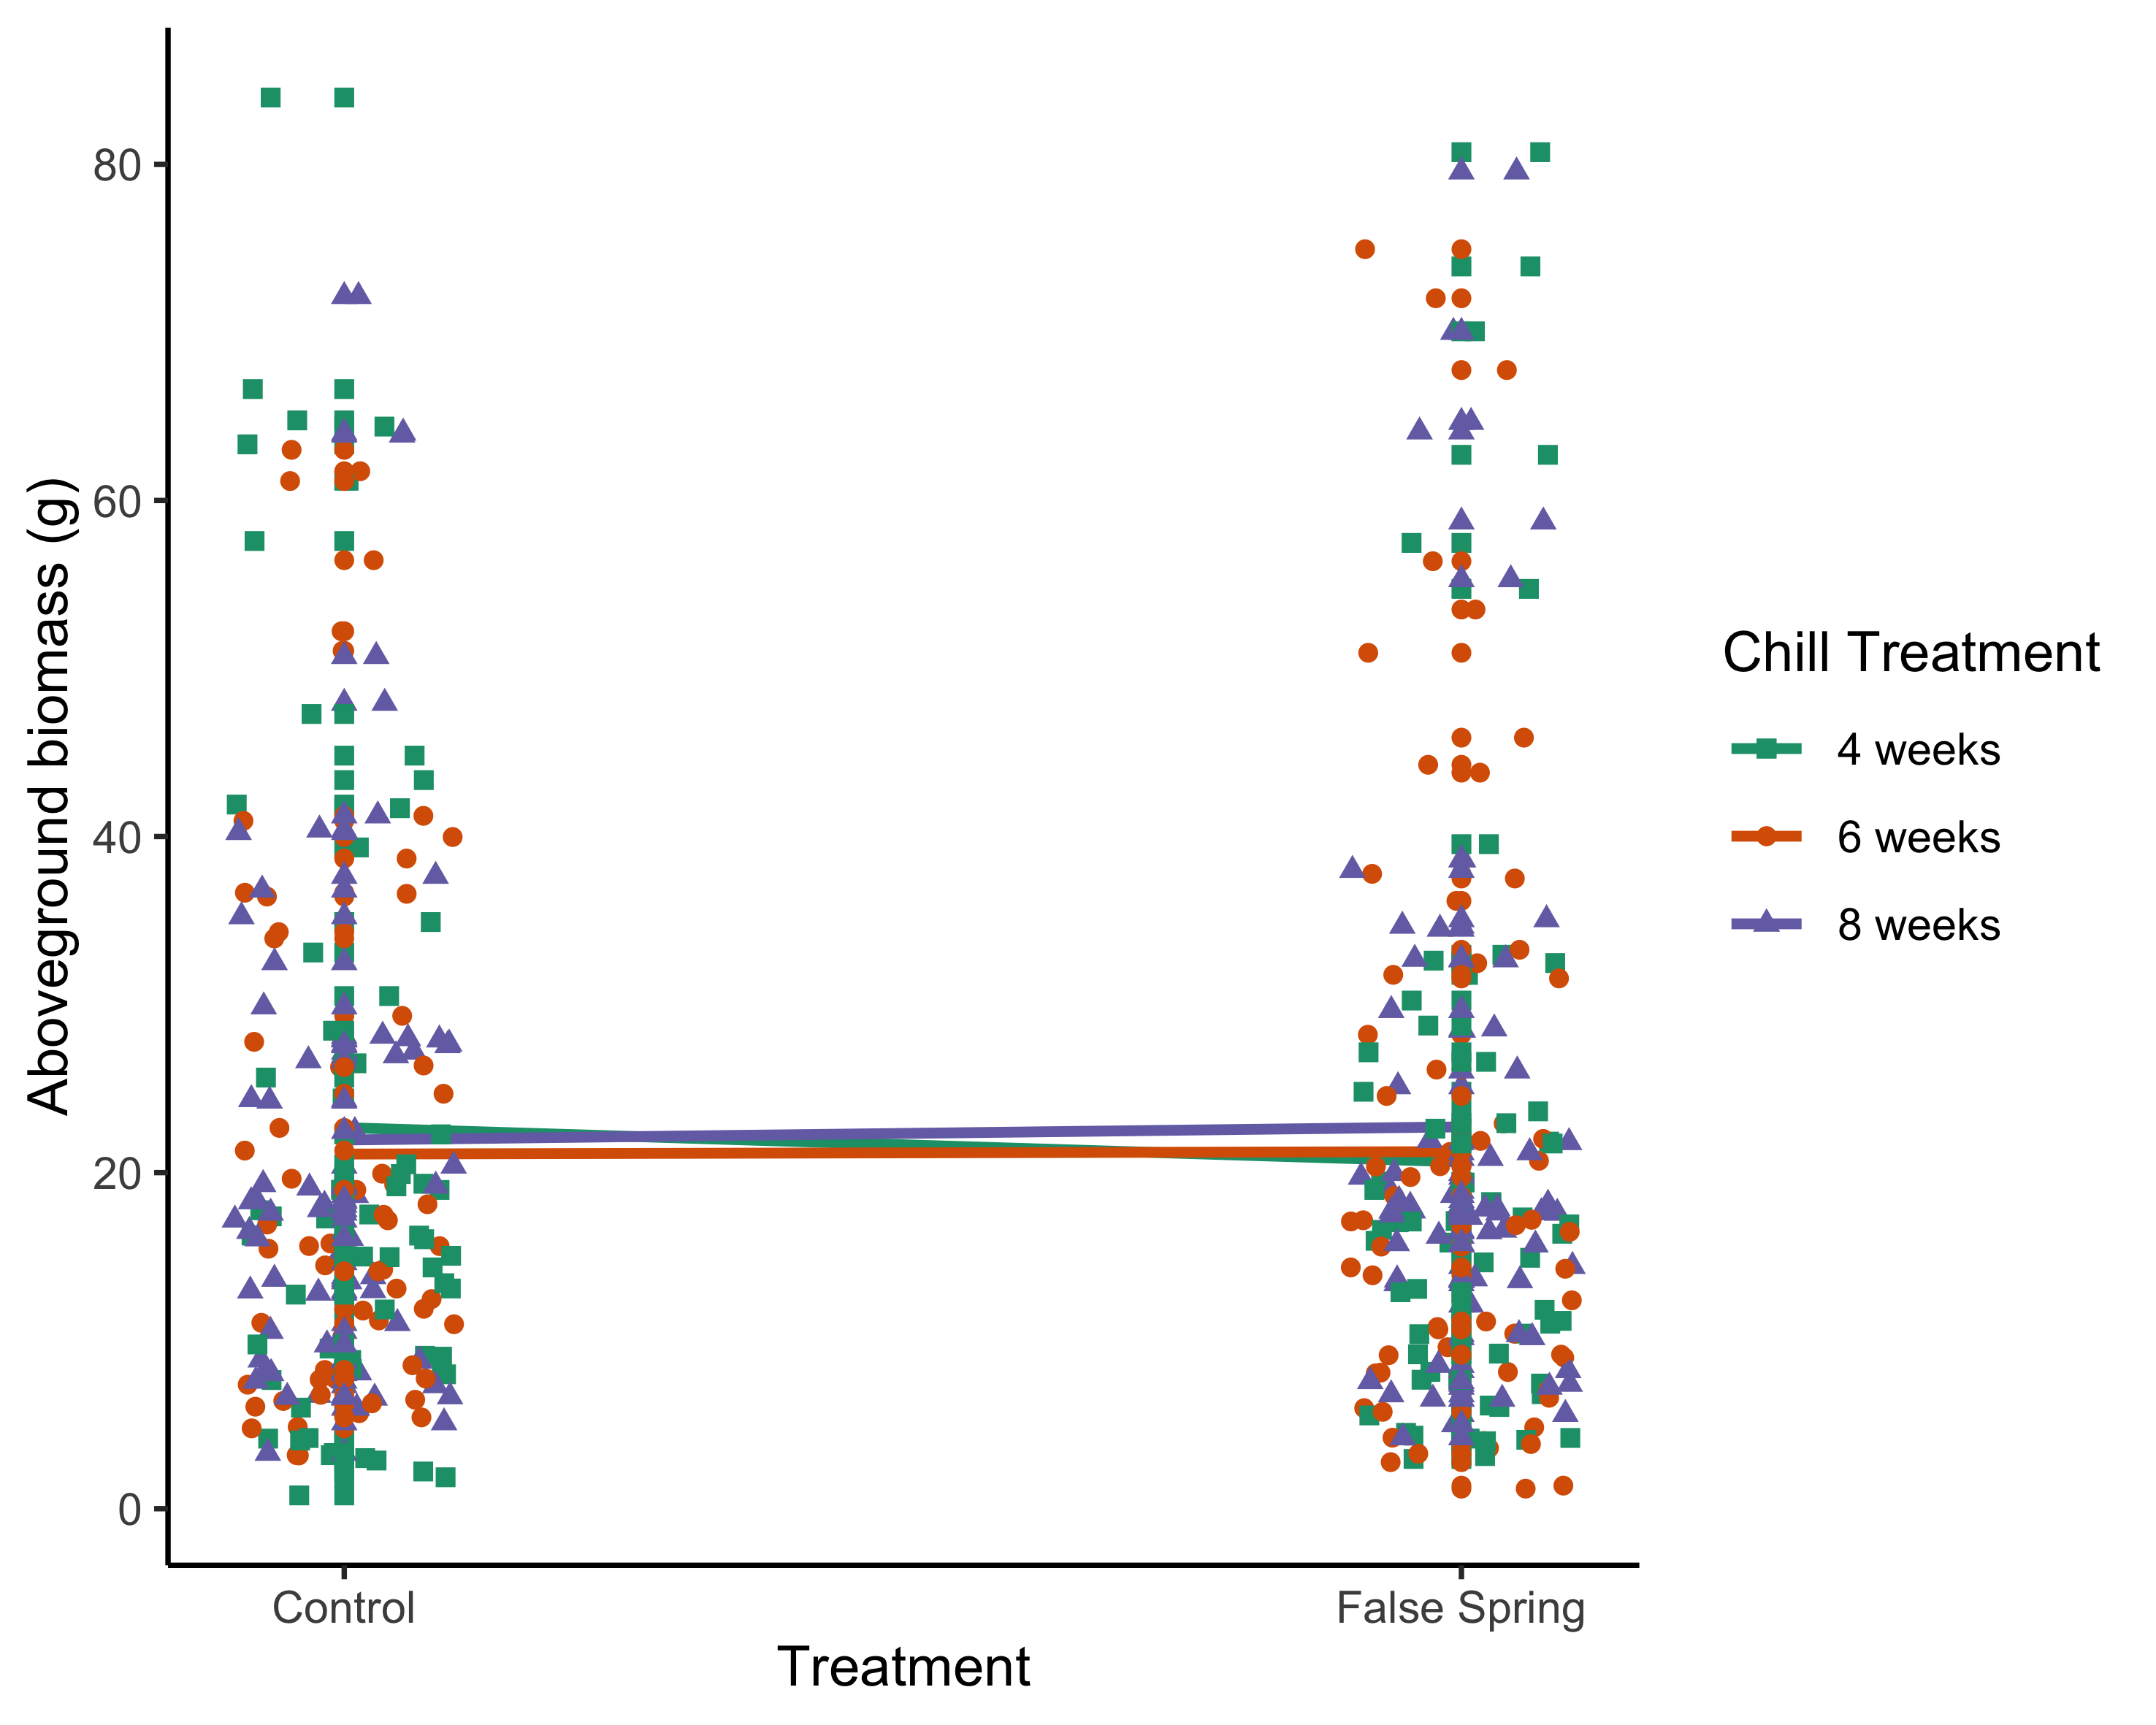 Aboveground biomass (g)
80
60
40
20
0
Control
False Spring
Treatment
Chill Treatment
4 weeks
6 weeks
8 weeks